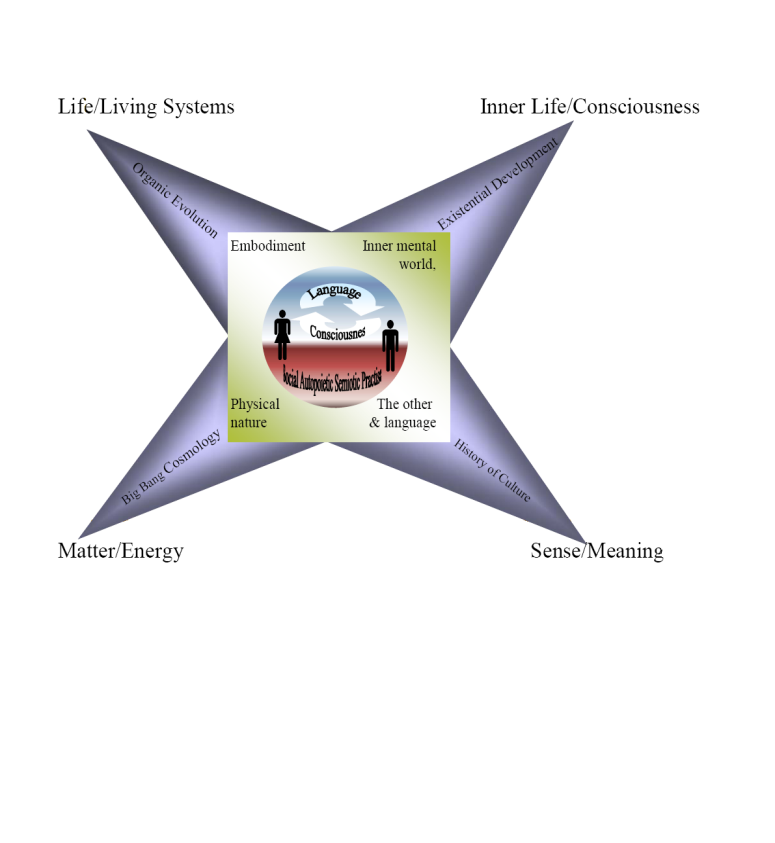 Life/Living Systems
Inner Life/Consciousness
Organic Evolution
Existential Development
Embodiment
Inner mental
world,
Language
Consciousnes
Social Autopoietic Semiotic Practise
Physical
nature
The other
& language
Big Bang Cosmology
History of Culture
Matter/Energy
Sense/Meaning